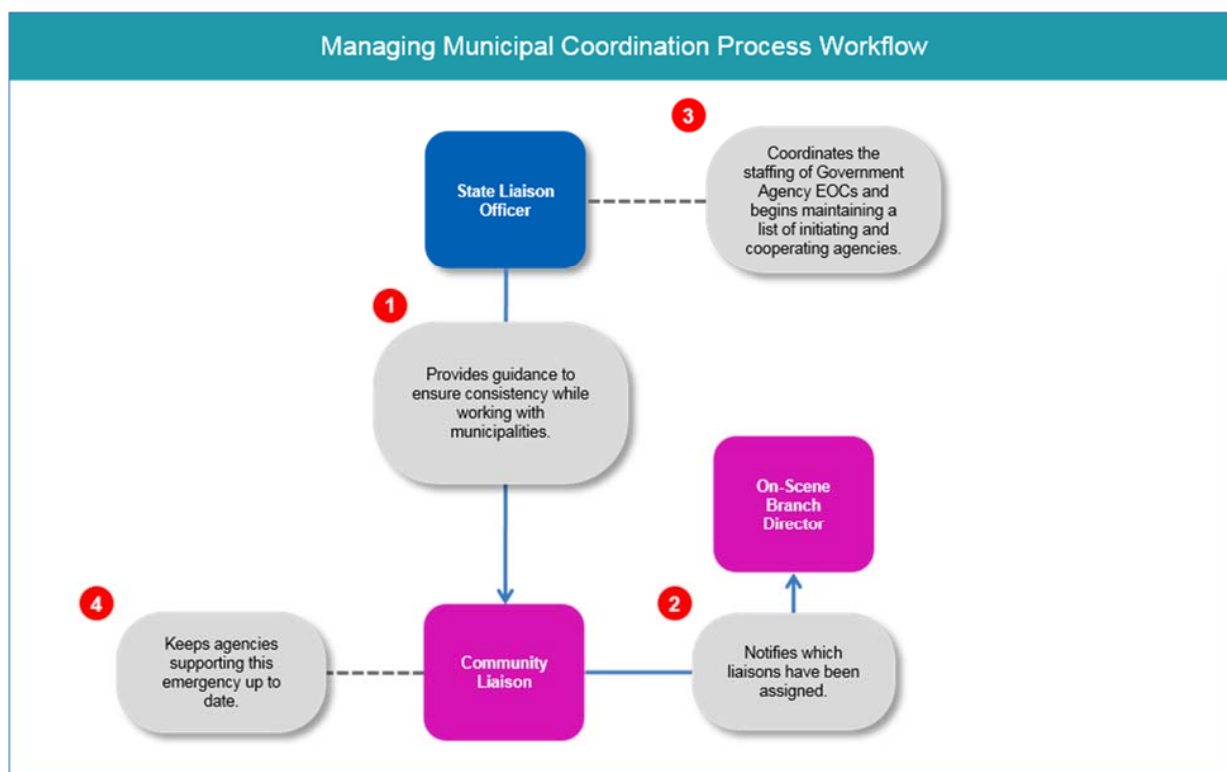 Managing Municipal Coordination Process Workflow
3
Coordinates the
staffing of Government
Agency EOCs and
begins maintaining a
list of initiating and
cooperating agencies.
State Liaison
Officer
1
Provides guidance to
ensure consistency while
working with
municipalities.
On-Scene
Branch
Director
4
Keeps agencies
supporting this
emergency up to
date.
Community
Liaison
2
Notifies which
liaisons have been
assigned.